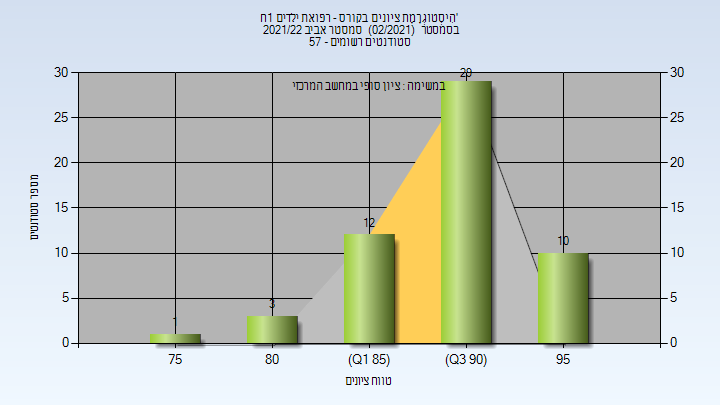 'היסטוגרמת ציונים בקורס - רפואת ילדים 1ח
בסמסטר (02/2021) סמסטר אביב 2021/22
סטודנטים רשומים - 57
במשימה : ציון סופי במחשב המרכזי
מספר סטודנטים
30 30
25 25
20 20
15 15
10 10
5 5
0 0
1 3 12 29 10
75 80 (Q1 85) (Q3 90) 95
טווח ציונים